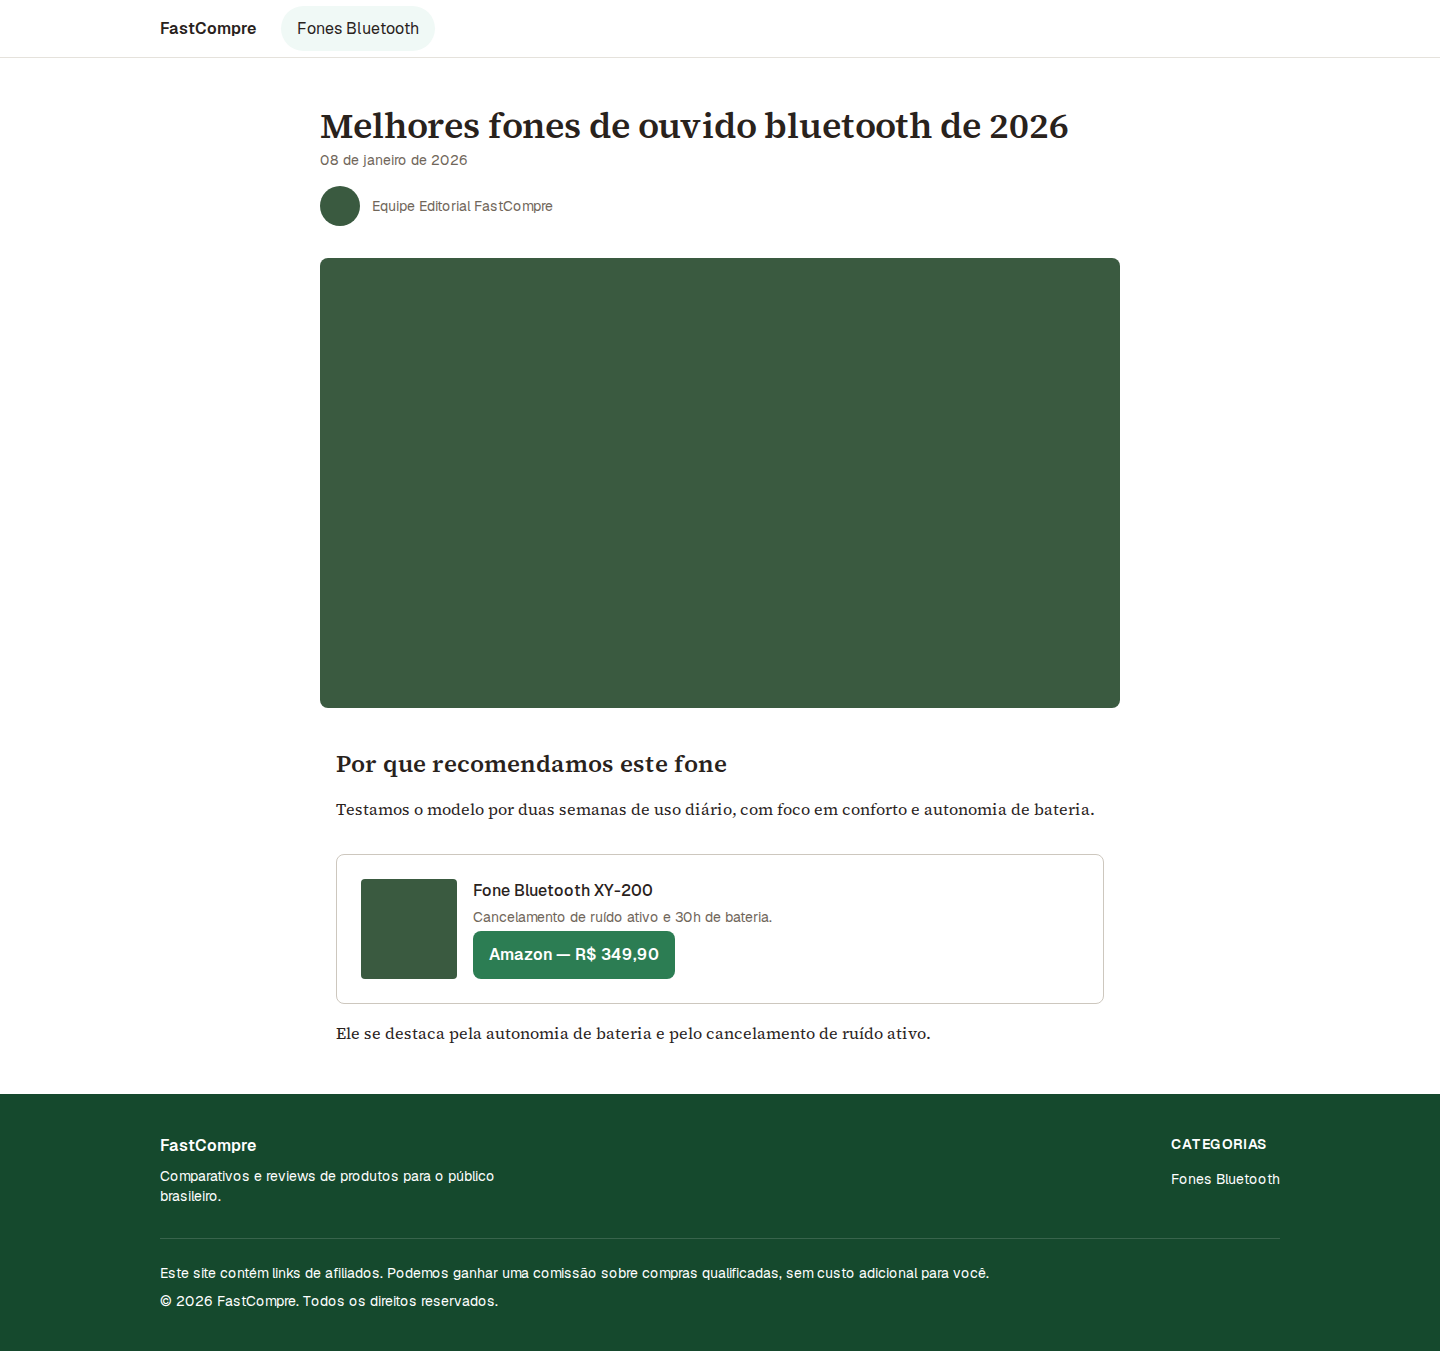 FastCompre
Fones Bluetooth
Melhores fones de ouvido bluetooth de 2026
08 de janeiro de 2026
Equipe Editorial FastCompre
Por que recomendamos este fone
Testamos o modelo por duas semanas de uso diário, com foco em conforto e autonomia de bateria.
Fone Bluetooth XY-200
Cancelamento de ruído ativo e 30h de bateria.
Amazon — R$ 349,90
Ele se destaca pela autonomia de bateria e pelo cancelamento de ruído ativo.
FastCompre
Comparativos e reviews de produtos para o público
brasileiro.
CATEGORIAS
Fones Bluetooth
Este site contém links de afiliados. Podemos ganhar uma comissão sobre compras qualificadas, sem custo adicional para você.
© 2026 FastCompre. Todos os direitos reservados.